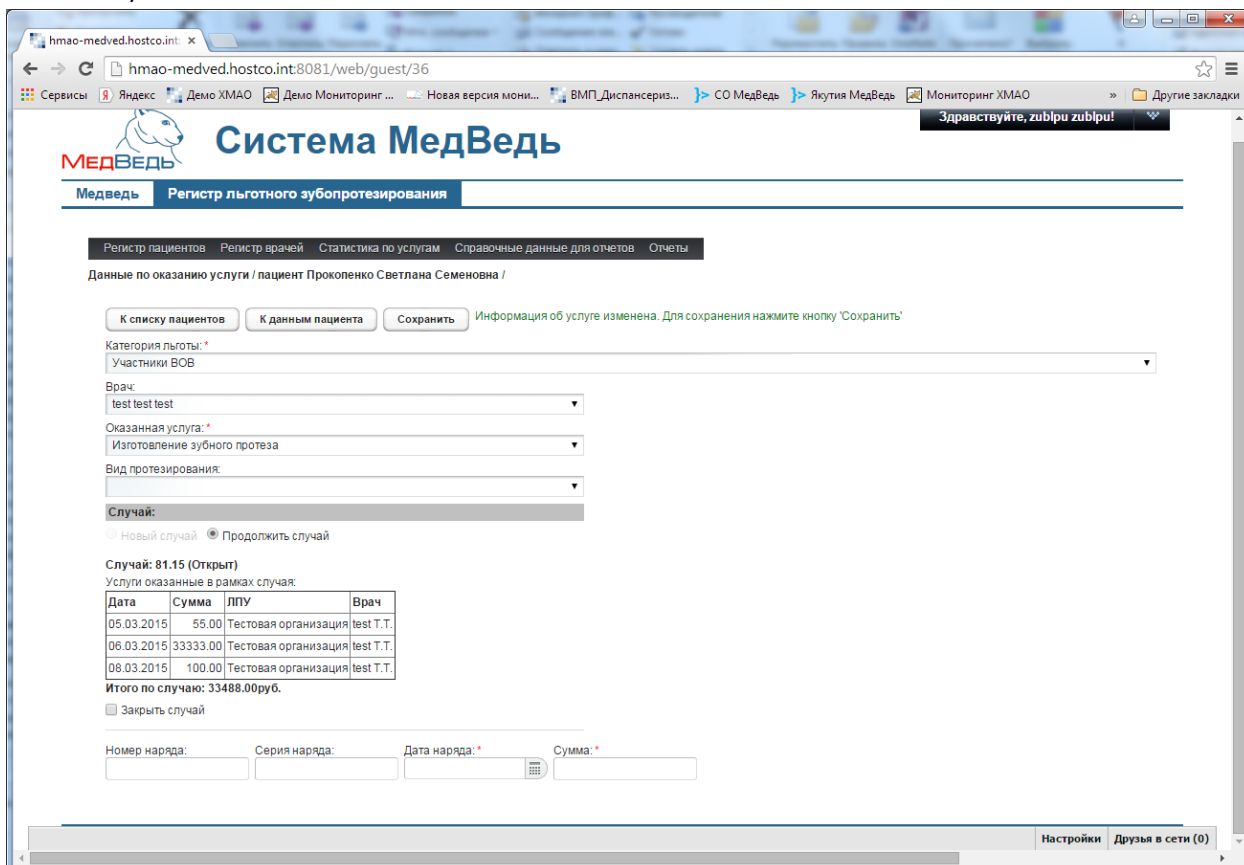 hmao-medved.hostco.int:
hmao-medved.hostco.int:8081/web/guest/36
Сервисы Яндекс Демо ХМАО Демо Мониторинг ... Новая версия мони... ВМП_Диспансериз... СО МедВедь Якутия МедВедь Мониторинг ХМАО » Другие закладки
Здравствуйте, zublpu zublpu!
МЕДВЕДЬ Система МедВедь
Медведь Регистр льготного зубопротезирования
Регистр пациентов Регистр врачей Статистика по услугам Справочные данные для отчетов Отчеты
Данные по оказанию услуги / пациент Прокопенко Светлана Семеновна /
К списку пациентов К данным пациента Сохранить Информация об услуге изменена. Для сохранения нажмите кнопку 'Сохранить'
Категория льготы: *
Участники ВОВ
Врач:
test test test
Оказанная услуга: *
Изготовление зубного протеза
Вид протезирования:
Случай:
Новый случай Продолжить случай
Случай: 81.15 (Открыт)
Услуги оказанные в рамках случая:
Дата Сумма ЛПУ Врач
05.03.2015 55.00 Тестовая организация test T.T.
06.03.2015 33333.00 Тестовая организация test T.T.
08.03.2015 100.00 Тестовая организация test T.T.
Итого по случаю: 33488.00руб.
Закрыть случай
Номер наряда: Серия наряда: Дата наряда: * Сумма: *
Настройки Друзья в сети (0)